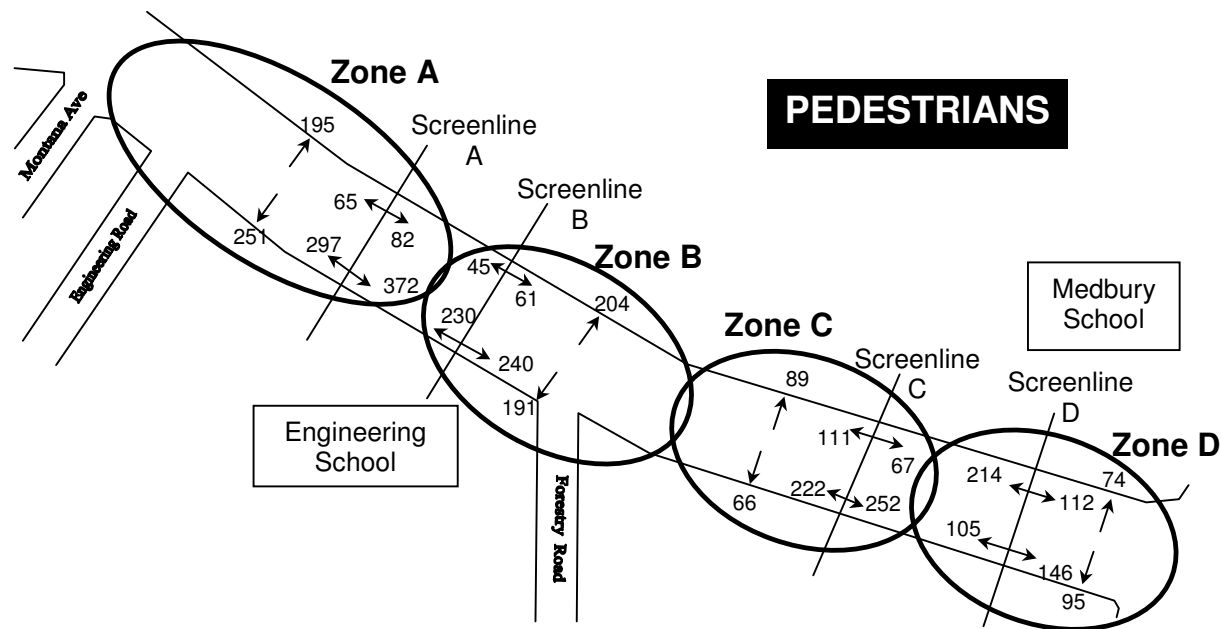 PEDESTRIANS
Zone A
Montana Ave
Engineering Road
195
Screenline
A
65
82
251
297
372
Screenline
B
Zone B
45
61
204
230
240
191
Engineering
School
Forestry Road
Zone C
89
Screenline
C
111
67
222
252
66
Medbury
School
Screenline
D
Zone D
214
112
74
105
146
95